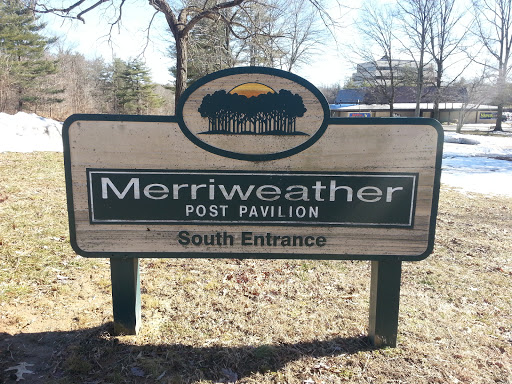 Merriweather
POST PAVILION
South Entrance